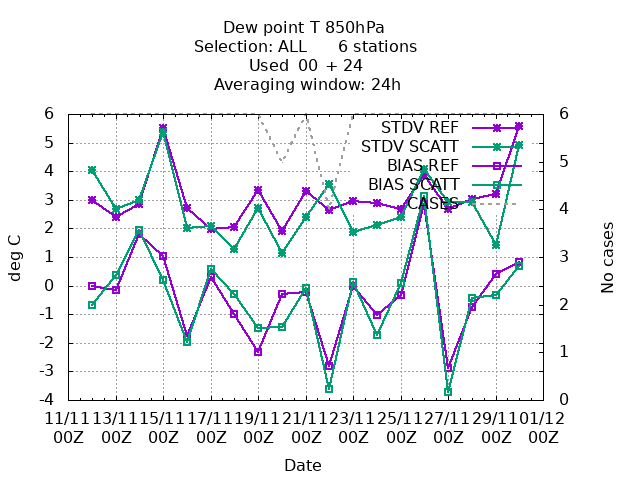 Dew point T 850hPa
Selection: ALL 6 stations
Used 00 + 24
Averaging window: 24h
STDV REF
STDV SCATT
BIAS REF
BIAS SCATT
CASES
6
5
4
3
2
1
0
-1
-2
-3
-4
6
5
4
3
2
1
0
deg C
No cases
11/11 13/11 15/11 17/11 19/11 21/11 23/11 25/11 27/11 29/11 01/12
00Z 00Z 00Z 00Z 00Z 00Z 00Z 00Z 00Z 00Z 00Z
Date